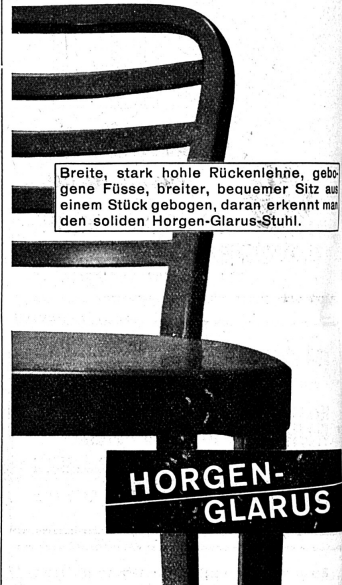 Breite, stark hohle Rückenlehne, gebo-
gene Füsse, breiter, bequemer Sitz aus
einem Stück gebogen, daran erkennt man
den soliden Horgen-Glarus-Stuhl.
HORGEN-
GLARUS